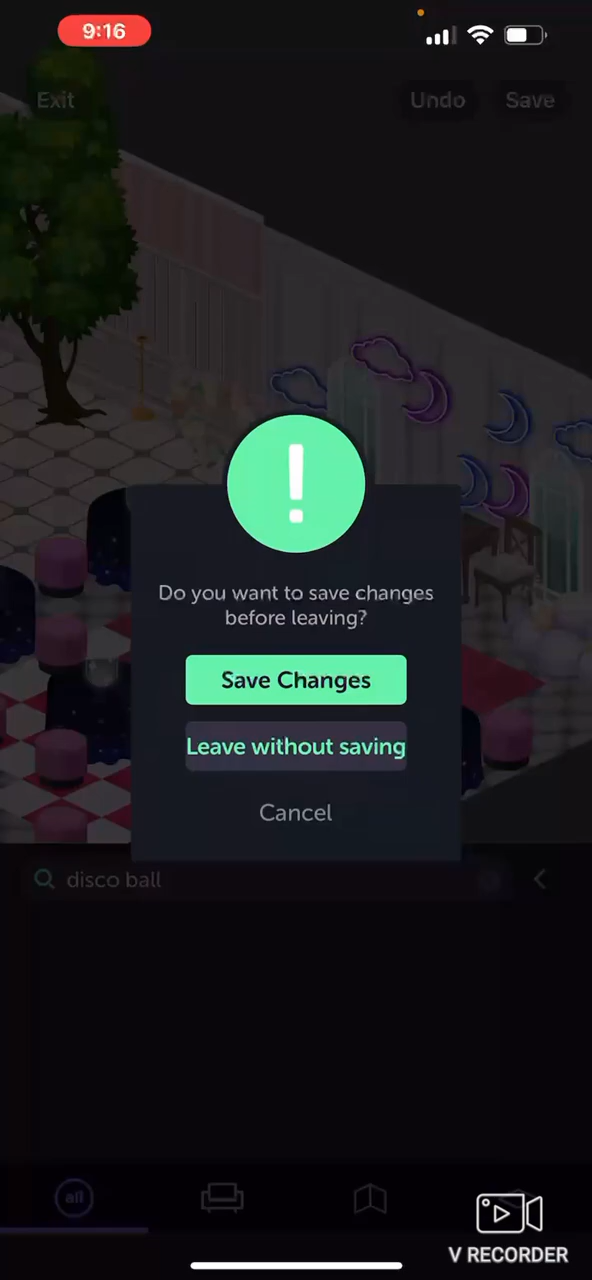 9:16
Exit
Undo
Save
Do you want to save changes
before leaving?
Save Changes
Leave without saving
Cancel
disco ball
all
V RECORDER